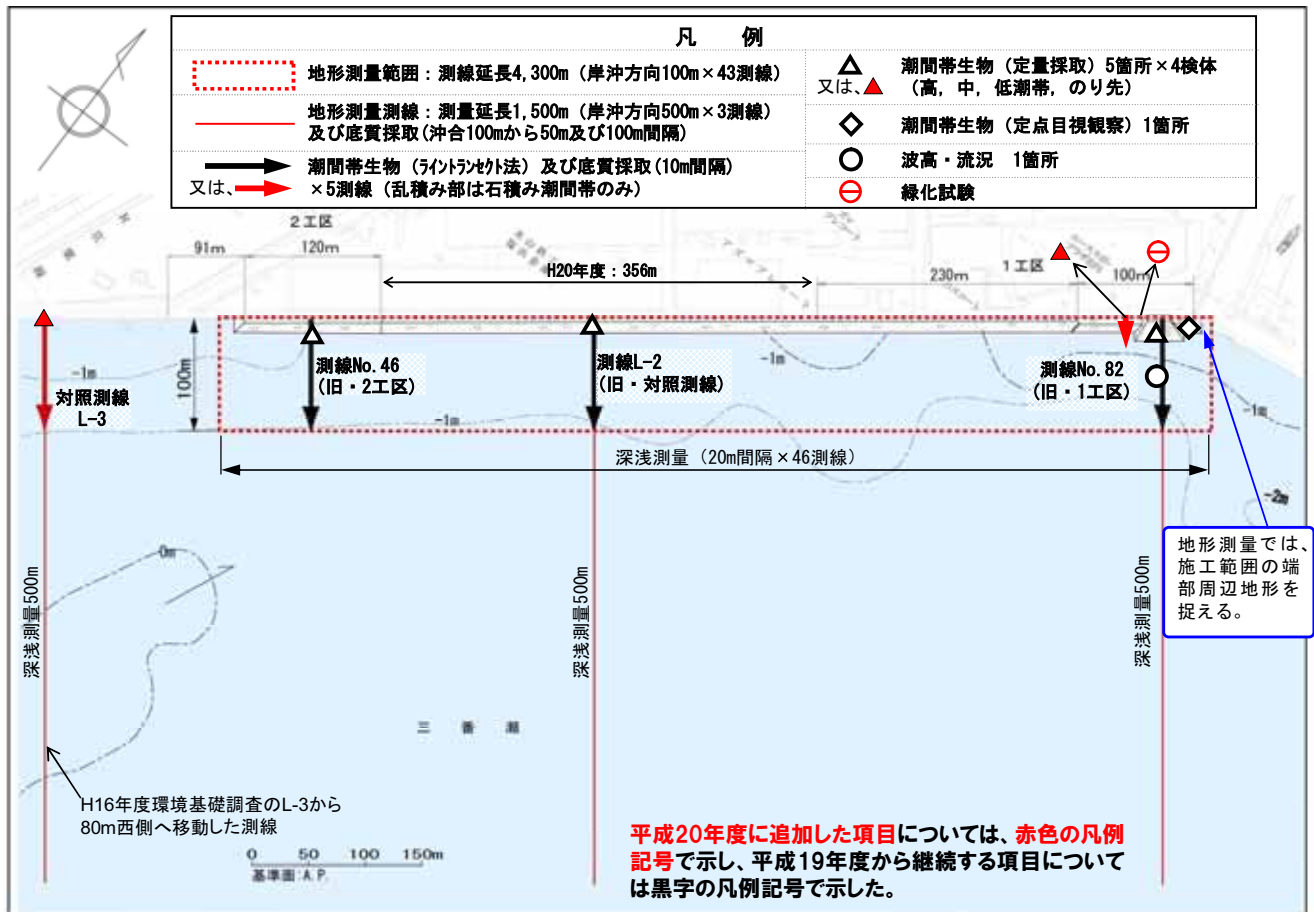 凡 例
地形測量範囲:測線延長4,300m(岸沖方向100m×43測線)
地形測量測線:測量延長1,500m(岸沖方向500m×3測線)
及び底質採取(沖合100mから50m及び100m間隔)
潮間帯生物(ライントランセクト法)及び底質採取(10m間隔)
又は、
×5測線(乱積み部は石積み潮間帯のみ)
潮間帯生物(定量採取)5箇所×4検体
又は、
(高,中,低潮帯,のり先)
潮間帯生物(定点目視観察)1箇所
波高・流況 1箇所
緑化試験
2工区
91m
120m
H20年度:356m
230m
1工区
100m
-1m
対照測線
L-3
100m
測線No.46
(旧・2工区)
-1m
測線L-2
(旧・対照測線)
-1m
測線No.82
(旧・1工区)
-1m
深浅測量(20m間隔×46測線)
-2m
地形測量では、
施工範囲の端
部周辺地形を
捉える。
0m
深浅測量500m
深浅測量500m
深浅測量500m
三 番 瀬
H16年度環境基礎調査のL-3から
80m西側へ移動した測線
0 50 100 150m
基準面:A.P.
平成20年度に追加した項目については、赤色の凡例
記号で示し、平成19年度から継続する項目について
は黒字の凡例記号で示した。